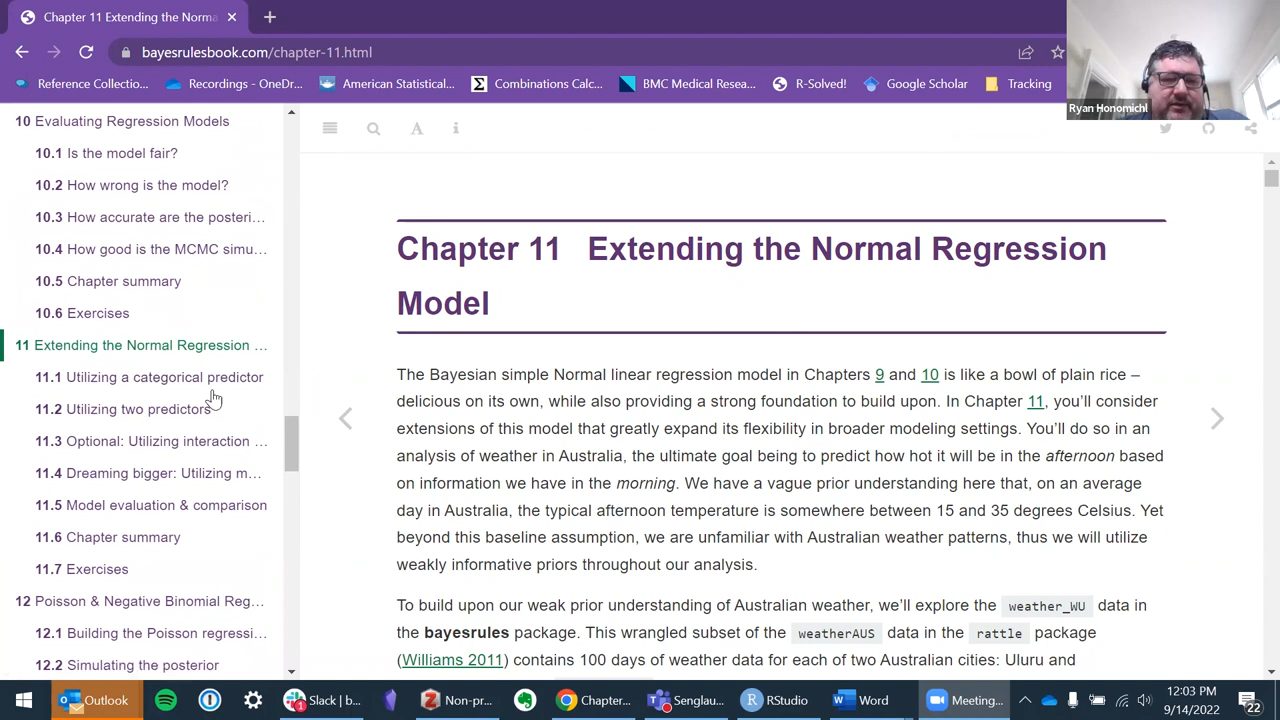 Chapter 11 Extending the Norma
bayesrulesbook.com/chapter-11.html
Reference Collectio...
Recordings - OneDr...
American Statistical...
Combinations Calc...
BMC Medical Resea...
R-Solved!
Google Scholar
Tracking
Ryan Honomichl
10 Evaluating Regression Models
10.1 Is the model fair?
10.2 How wrong is the model?
10.3 How accurate are the posteri...
10.4 How good is the MCMC simu...
10.5 Chapter summary
10.6 Exercises
11 Extending the Normal Regression ...
11.1 Utilizing a categorical predictor
11.2 Utilizing two predictors
11.3 Optional: Utilizing interaction ...
11.4 Dreaming bigger: Utilizing m...
11.5 Model evaluation & comparison
11.6 Chapter summary
11.7 Exercises
12 Poisson & Negative Binomial Reg...
12.1 Building the Poisson regressi...
12.2 Simulating the posterior
Chapter 11 Extending the Normal Regression
Model
The Bayesian simple Normal linear regression model in Chapters 9 and 10 is like a bowl of plain rice –
delicious on its own, while also providing a strong foundation to build upon. In Chapter 11, you'll consider
extensions of this model that greatly expand its flexibility in broader modeling settings. You'll do so in an
analysis of weather in Australia, the ultimate goal being to predict how hot it will be in the afternoon based
on information we have in the morning. We have a vague prior understanding here that, on an average
day in Australia, the typical afternoon temperature is somewhere between 15 and 35 degrees Celsius. Yet
beyond this baseline assumption, we are unfamiliar with Australian weather patterns, thus we will utilize
weakly informative priors throughout our analysis.
To build upon our weak prior understanding of Australian weather, we'll explore the weather_WU data in
the bayesrules package. This wrangled subset of the weatherAUS data in the rattle package
(Williams 2011) contains 100 days of weather data for each of two Australian cities: Uluru and
Outlook
Slack | b...
Non-pro...
Chapter...
Senglau...
RStudio
Word
Meeting...
12:03 PM
9/14/2022
22